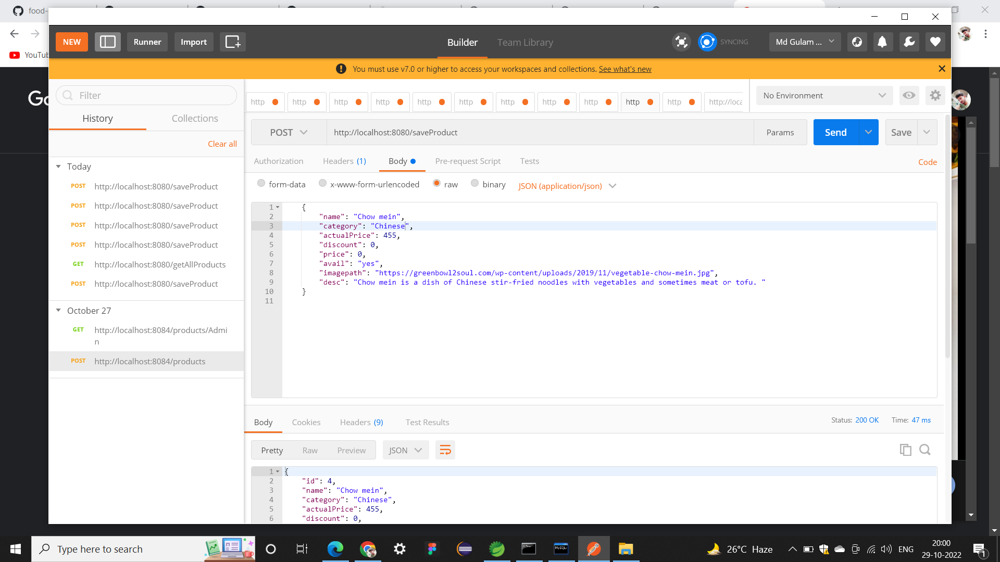 food-
YouTub
Go
NEW
Runner
Import
Builder
Team Library
SYNCING
Md Gulam ...
You must use v7.0 or higher to access your workspaces and collections. See what's new
Filter
History
Collections
Clear all
Today
POST http://localhost:8080/saveProduct
POST http://localhost:8080/saveProduct
POST http://localhost:8080/saveProduct
POST http://localhost:8080/saveProduct
GET http://localhost:8080/getAllProducts
POST http://localhost:8080/saveProduct
October 27
GET http://localhost:8084/products/Admi
n
POST http://localhost:8084/products
http http http http http http http http http http http http://loca
No Environment
POST http://localhost:8080/saveProduct Params Send Save
Authorization Headers (1) Body Pre-request Script Tests Code
form-data x-www-form-urlencoded raw binary JSON (application/json)
1 {
2 "name": "Chow mein",
3 "category": "Chinese",
4 "actualPrice": 455,
5 "discount": 0,
6 "price": 0,
7 "avail": "yes",
8 "imagepath": "https://greenbowl2soul.com/wp-content/uploads/2019/11/vegetable-chow-mein.jpg",
9 "desc": "Chow mein is a dish of Chinese stir-fried noodles with vegetables and sometimes meat or tofu. "
10 }
11
Body Cookies Headers (9) Test Results Status: 200 OK Time: 47 ms
Pretty Raw Preview JSON
1 {
2 "id": 4,
3 "name": "Chow mein",
4 "category": "Chinese",
5 "actualPrice": 455,
6 "discount": 0,
Type here to search
MySQL
26°C Haze
ENG
20:00
29-10-2022
1